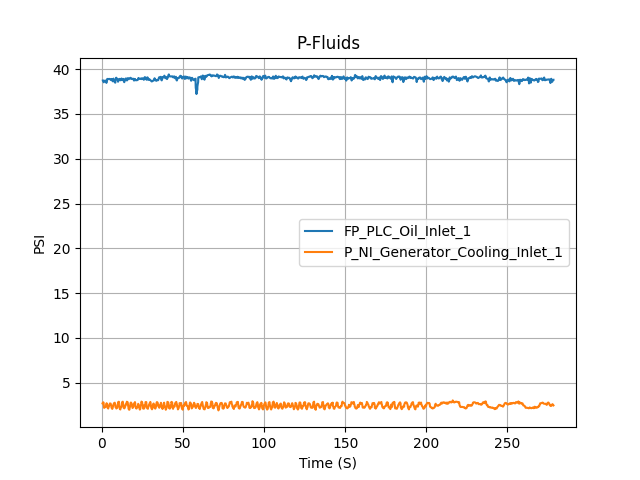 P-Fluids
40
35
30
25
20
15
10
5
PSI
FP_PLC_Oil_Inlet_1
P_NI_Generator_Cooling_Inlet_1
0 50 100 150 200 250
Time (S)